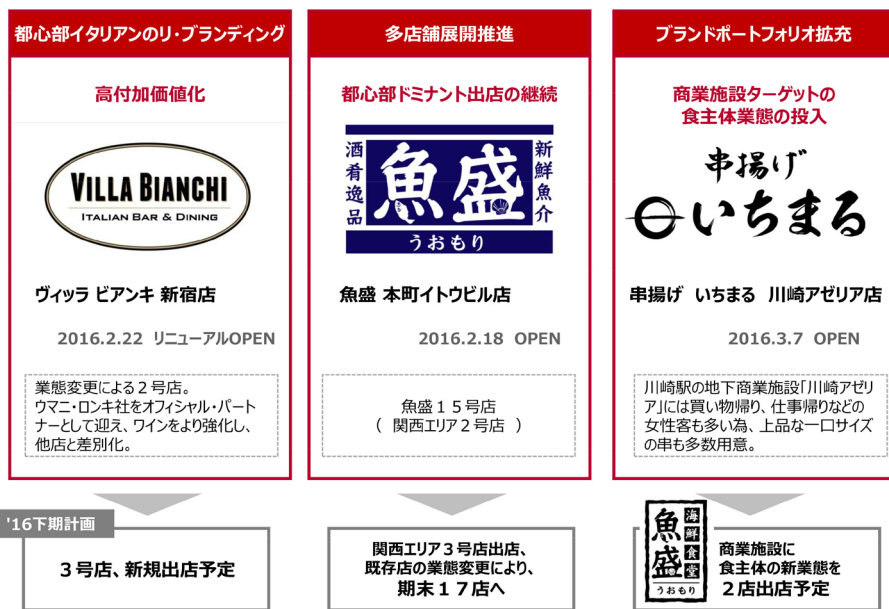 都心部イタリアンのリ・ブランディング
高付加価値化
VILLA BIANCHI
ITALIAN BAR & DINING
ヴィッラ ビアンキ 新宿店
2016.2.22 リニューアルOPEN
業態変更による２号店。
ウマニ・ロンキ社をオフィシャル・パート
ナーとして迎え、ワインをより強化し、
他店と差別化。
多店舗展開推進
都心部ドミナント出店の継続
酒肴逸品
魚盛
新鮮魚介
うおもり
魚盛 本町イトウビル店
2016.2.18 OPEN
魚盛１５号店
（ 関西エリア２号店 ）
ブランドポートフォリオ拡充
商業施設ターゲットの
食主体業態の投入
串揚げ
いちまる
串揚げ いちまる 川崎アゼリア店
2016.3.7 OPEN
川崎駅の地下商業施設｢川崎アゼリ
ア｣には買い物帰り、仕事帰りなどの
女性客も多い為、上品な一口サイズ
の串も多数用意。
'16下期計画
３号店、新規出店予定
関西エリア３号店出店、
既存店の業態変更により、
期末１７店へ
魚盛
海鮮食堂
うおもり
商業施設に
食主体の新業態を
２店出店予定